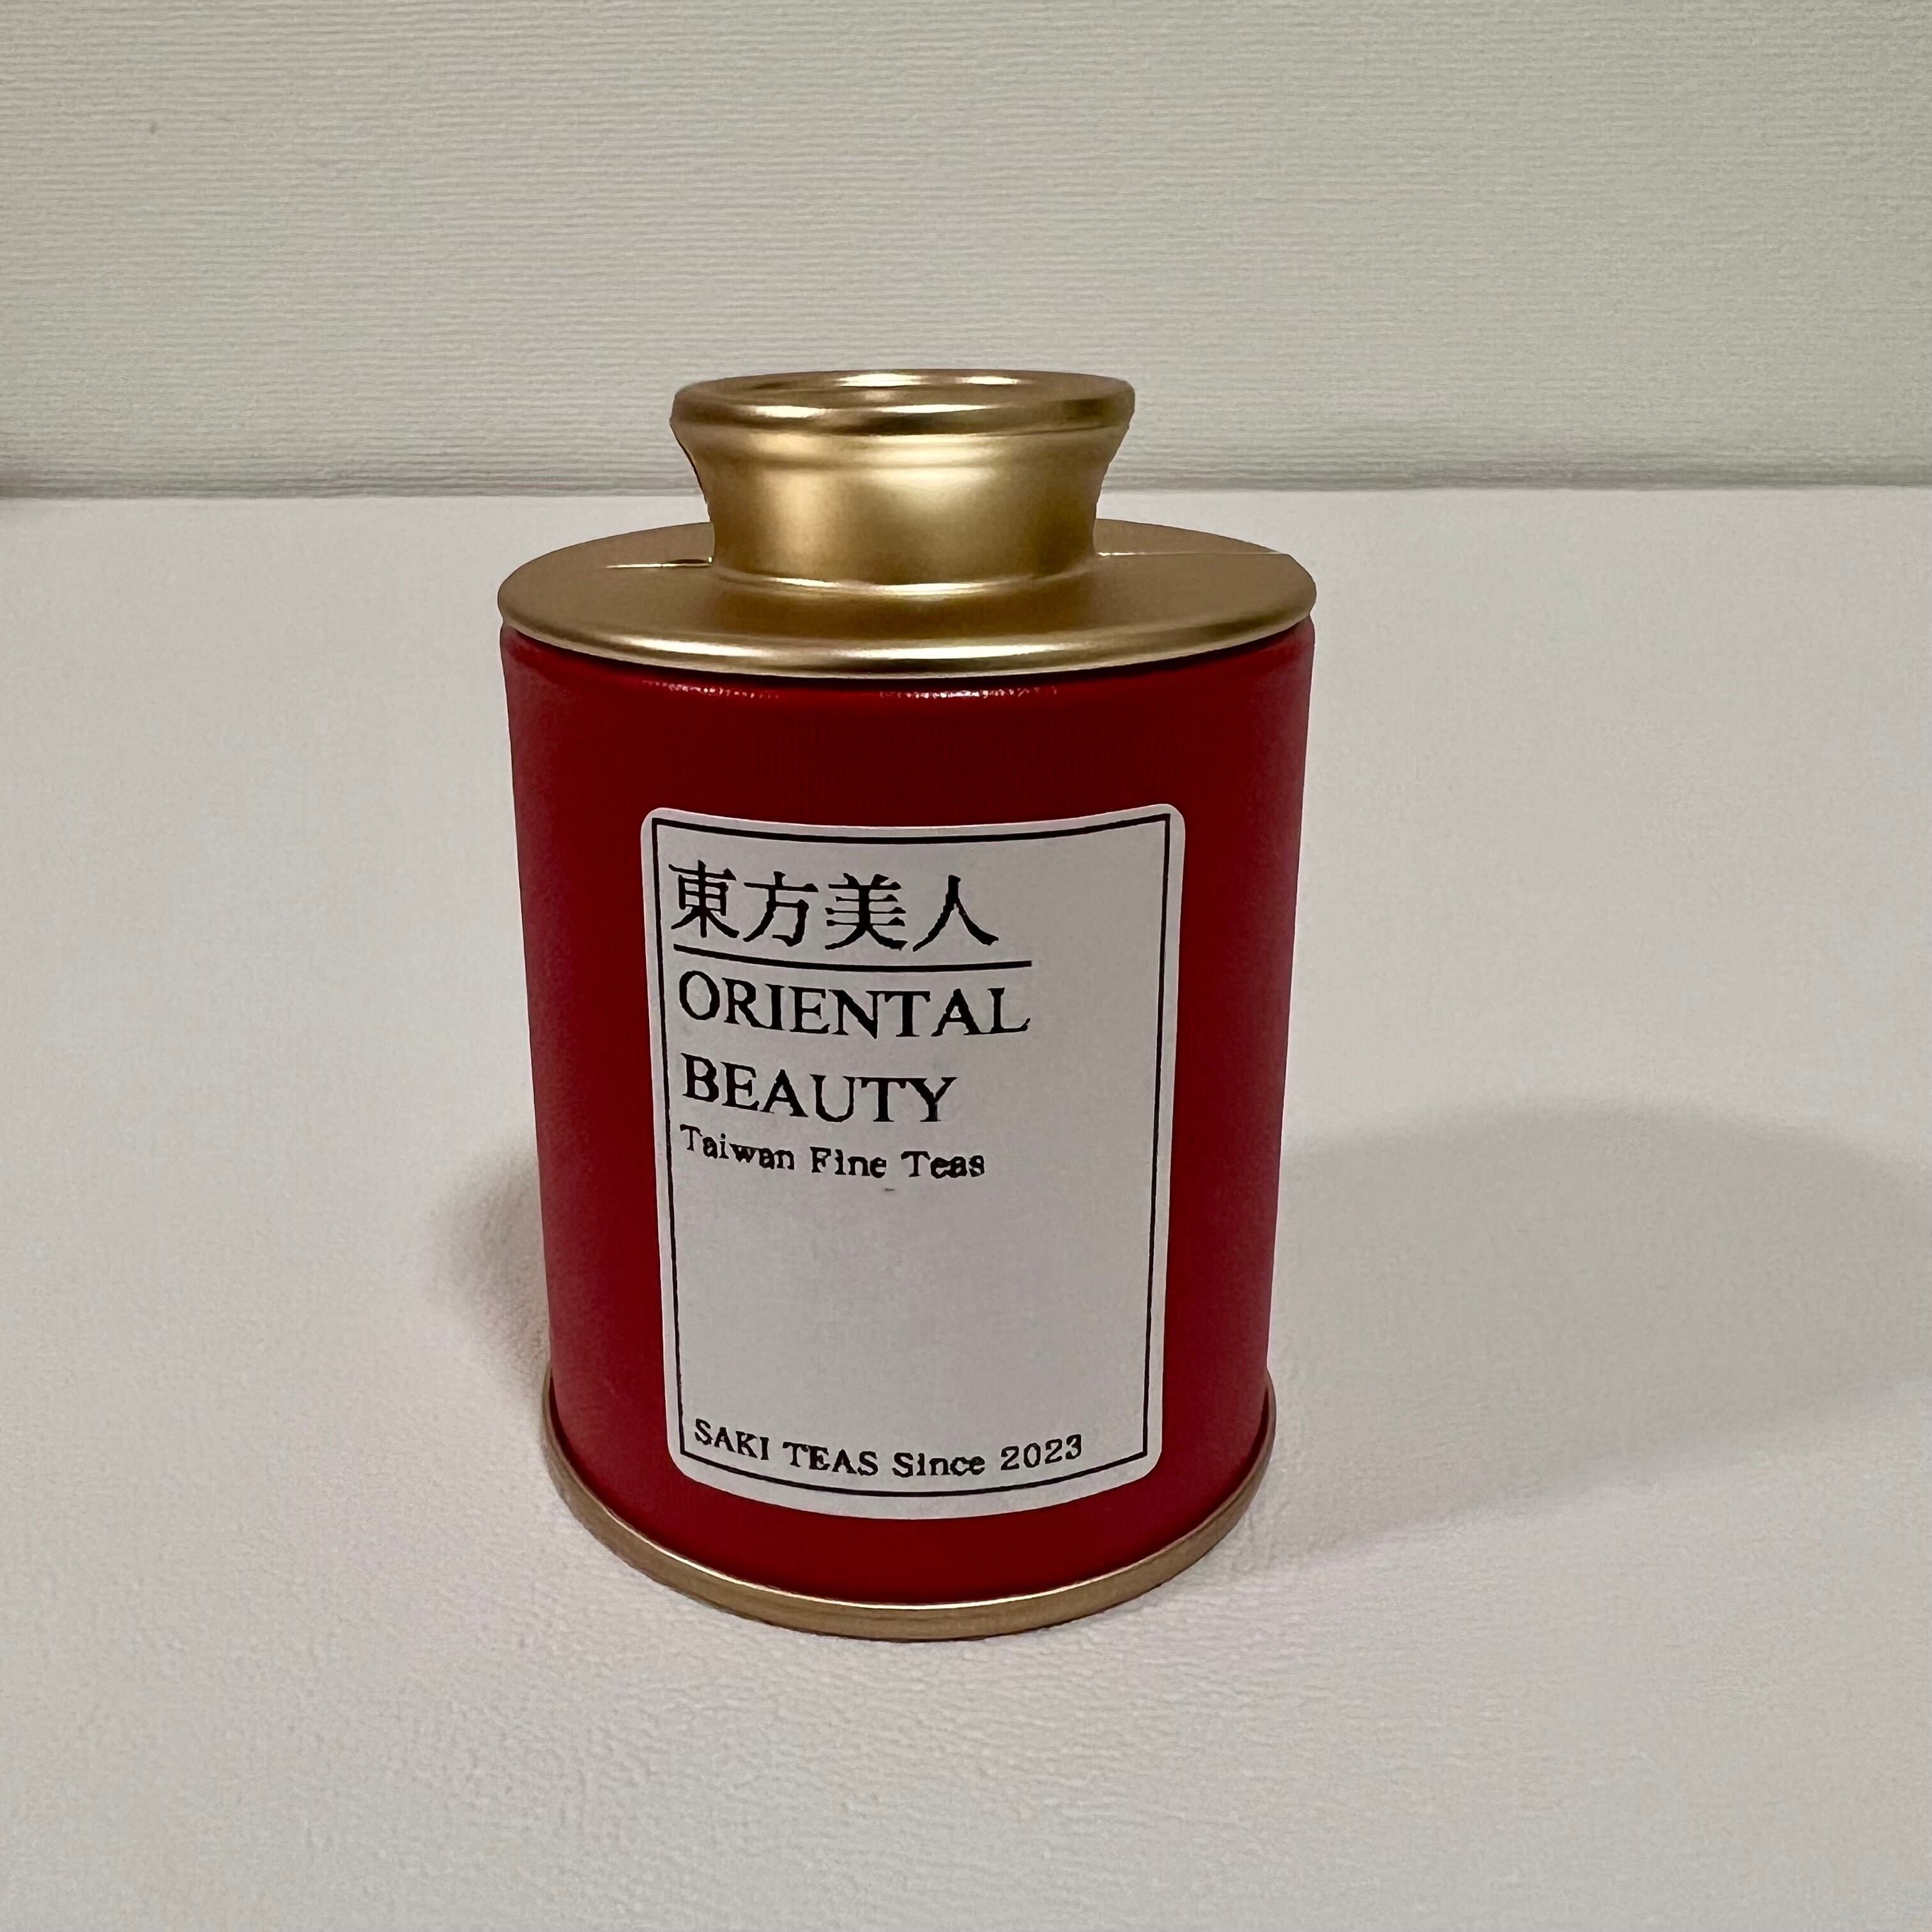 東方美人
ORIENTAL
BEAUTY
Taiwan Fine Teas
SAKI TEAS Since 2023